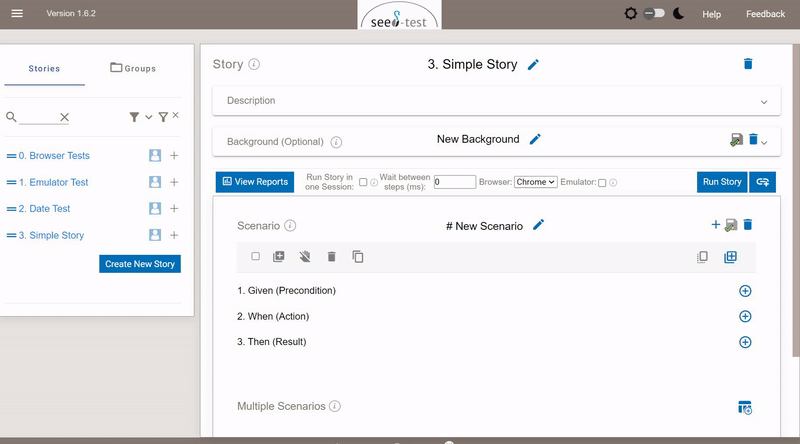 Version 1.6.2
seed-test
Help
Feedback
Stories
Groups
0. Browser Tests
1. Emulator Test
2. Date Test
3. Simple Story
Create New Story
Story
3. Simple Story
Description
Background (Optional)
New Background
View Reports
Run Story in
one Session:
Wait between
steps (ms):
0
Browser:
Chrome
Emulator:
Run Story
Scenario
# New Scenario
1. Given (Precondition)
2. When (Action)
3. Then (Result)
Multiple Scenarios